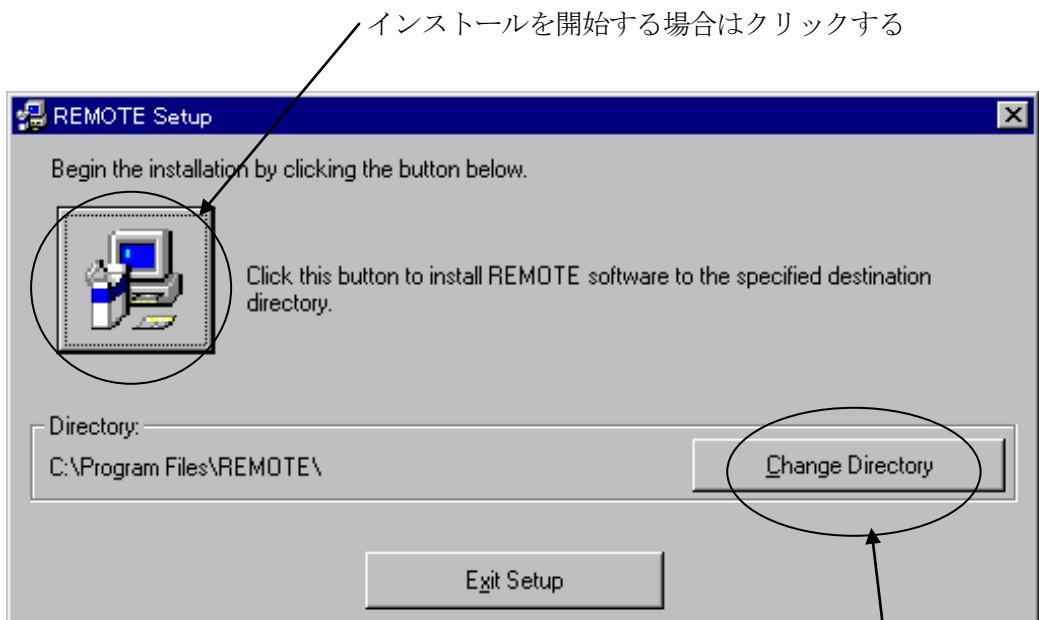 インストールを開始する場合はクリックする
REMOTE Setup
Begin the installation by clicking the button below.
Click this button to install REMOTE software to the specified destination
directory.
Directory:
C:\Program Files\REMOTE\
Change Directory
Exit Setup